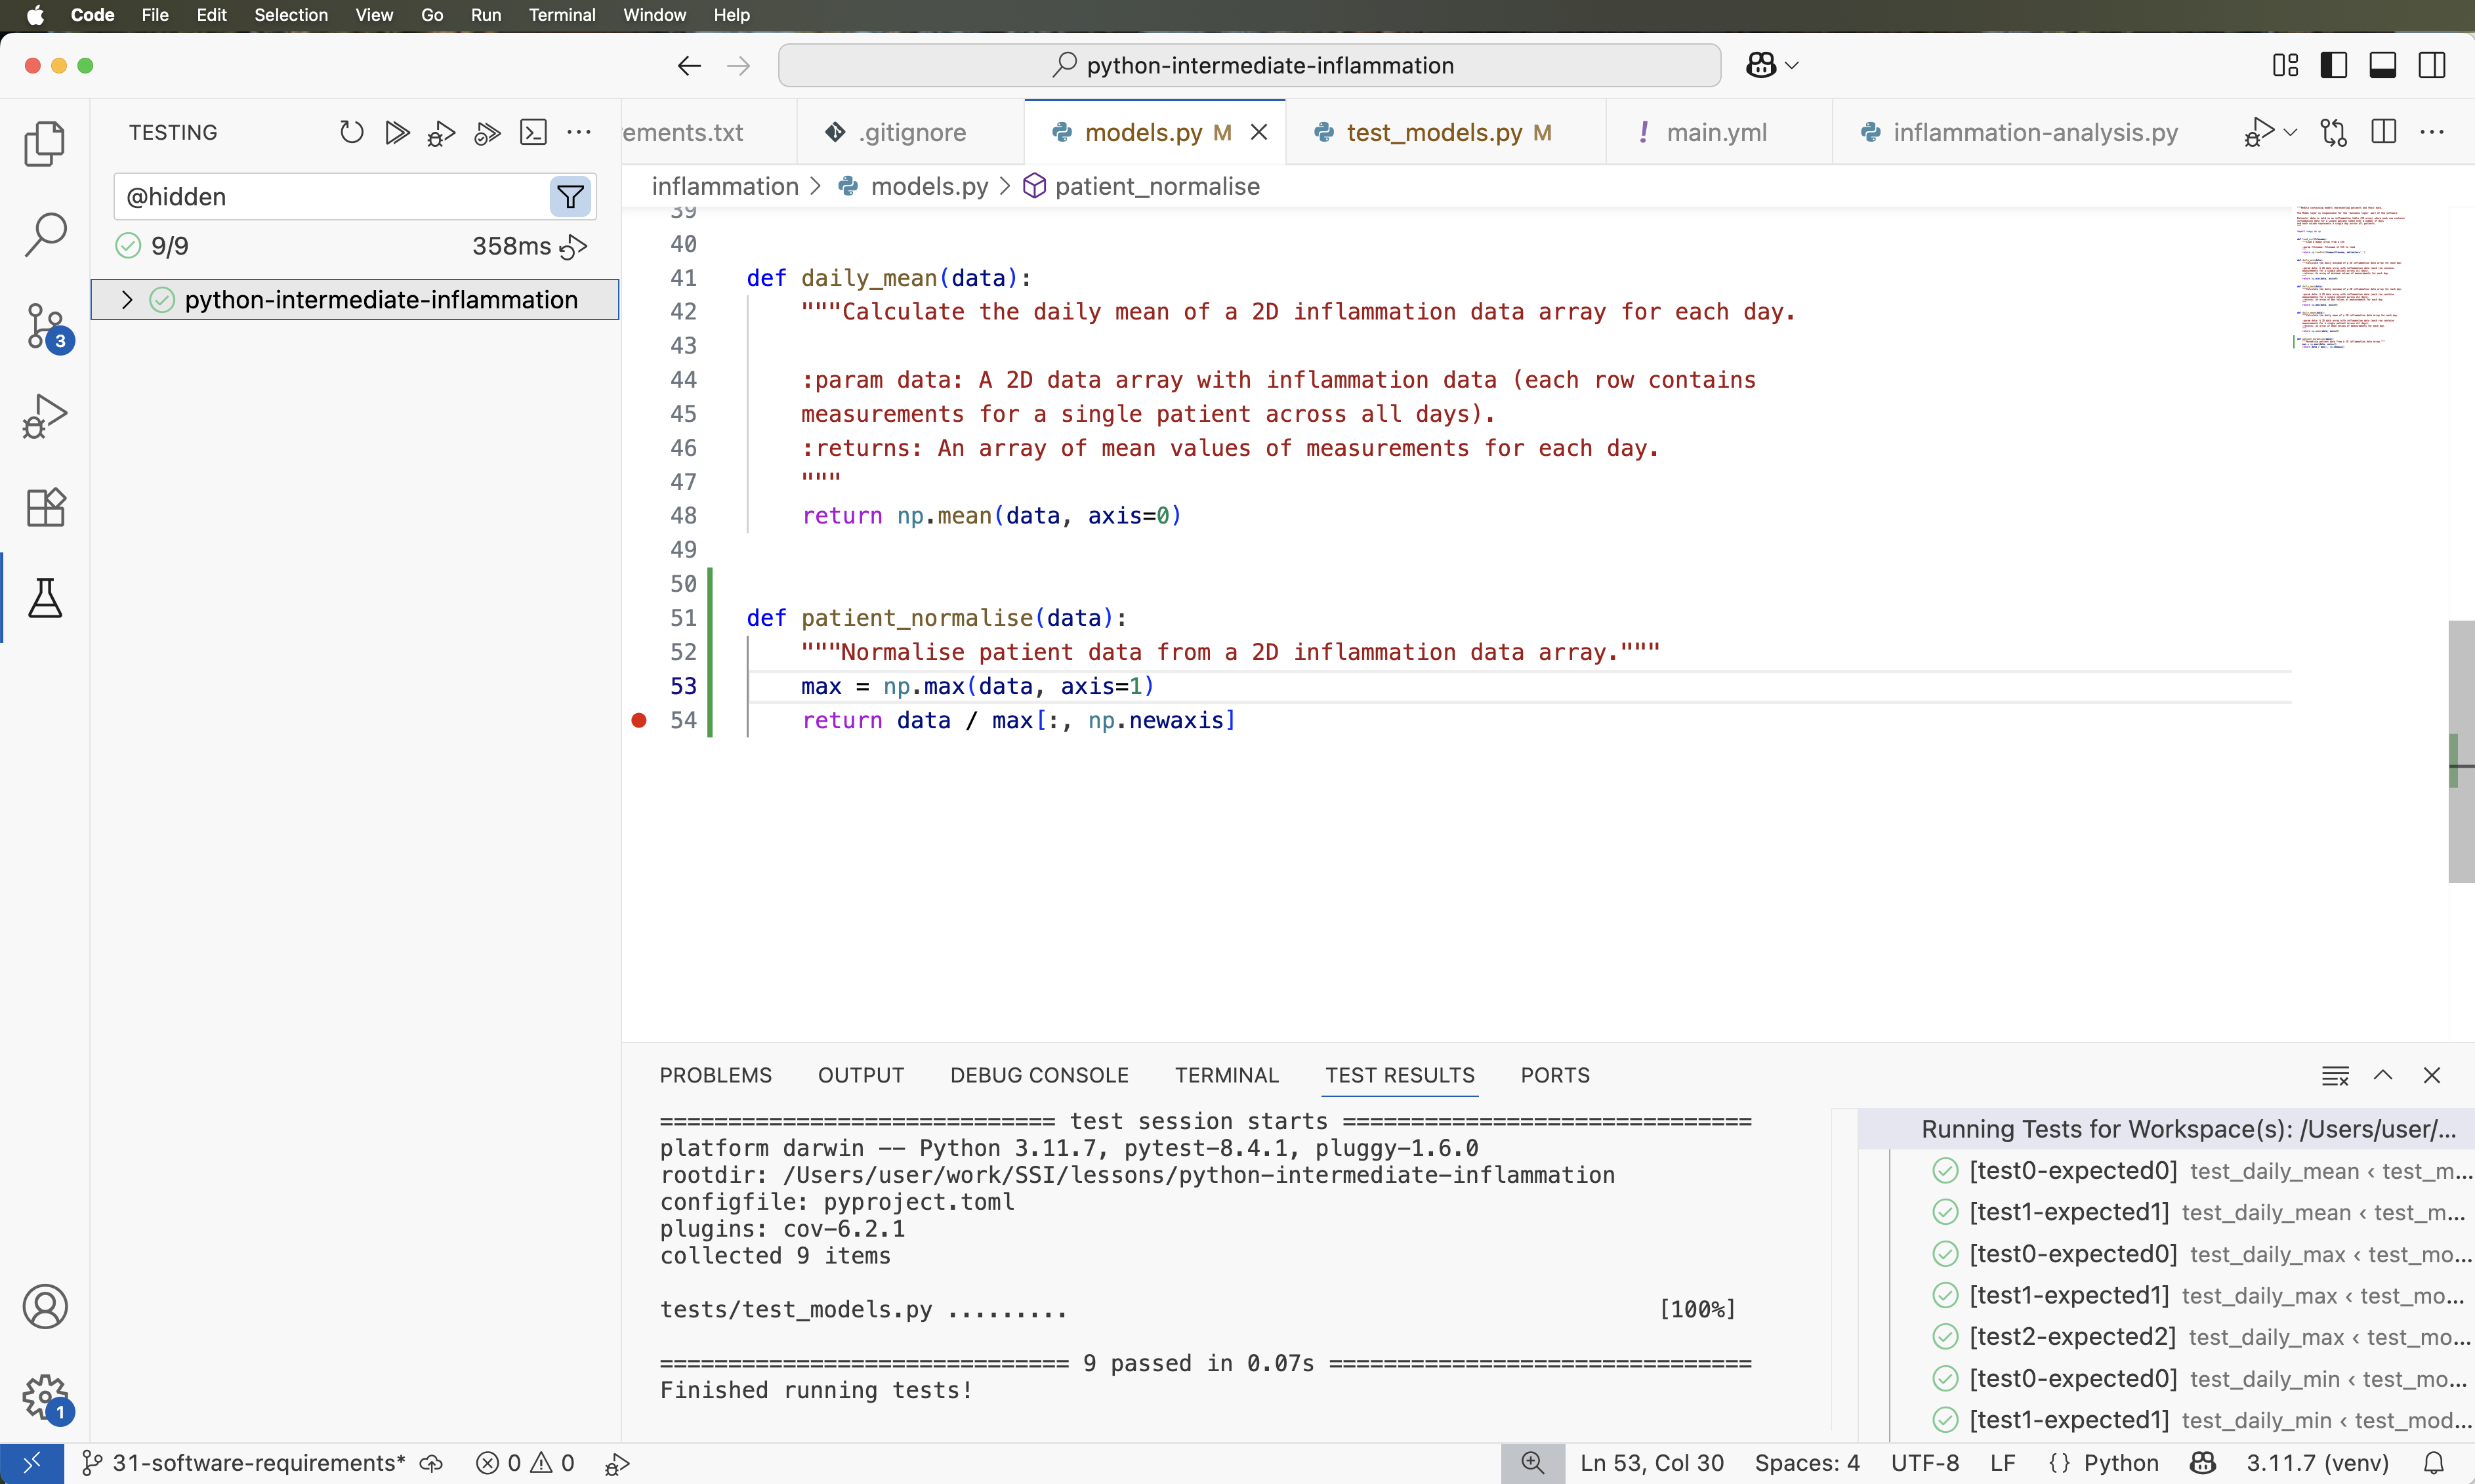 Code File Edit Selection View Go Run Terminal Window Help
python-intermediate-inflammation
TESTING
@hidden
9/9 358ms
python-intermediate-inflammation
3
1
ements.txt .gitignore models.py M test_models.py M ! main.yml inflammation-analysis.py
inflammation > models.py > patient_normalise
39
40
41 def daily_mean(data):
42 """Calculate the daily mean of a 2D inflammation data array for each day.
43
44 :param data: A 2D data array with inflammation data (each row contains
45 measurements for a single patient across all days).
46 :returns: An array of mean values of measurements for each day.
47 """
48 return np.mean(data, axis=0)
49
50
51 def patient_normalise(data):
52 """Normalise patient data from a 2D inflammation data array."""
53 max = np.max(data, axis=1)
54 return data / max[:, np.newaxis]
PROBLEMS OUTPUT DEBUG CONSOLE TERMINAL TEST RESULTS PORTS
============================= test session starts ==============================
platform darwin -- Python 3.11.7, pytest-8.4.1, pluggy-1.6.0
rootdir: /Users/user/work/SSI/lessons/python-intermediate-inflammation
configfile: pyproject.toml
plugins: cov-6.2.1
collected 9 items
tests/test_models.py ......... [100%]
============================== 9 passed in 0.07s ===============================
Finished running tests!
Running Tests for Workspace(s): /Users/user/...
[test0-expected0] test_daily_mean ‹ test_m...
[test1-expected1] test_daily_mean ‹ test_m...
[test0-expected0] test_daily_max ‹ test_mo...
[test1-expected1] test_daily_max ‹ test_mo...
[test2-expected2] test_daily_max ‹ test_mo...
[test0-expected0] test_daily_min ‹ test_mo...
[test1-expected1] test_daily_min ‹ test_mod...
31-software-requirements* 0 0 Ln 53, Col 30 Spaces: 4 UTF-8 LF {} Python 3.11.7 (venv)